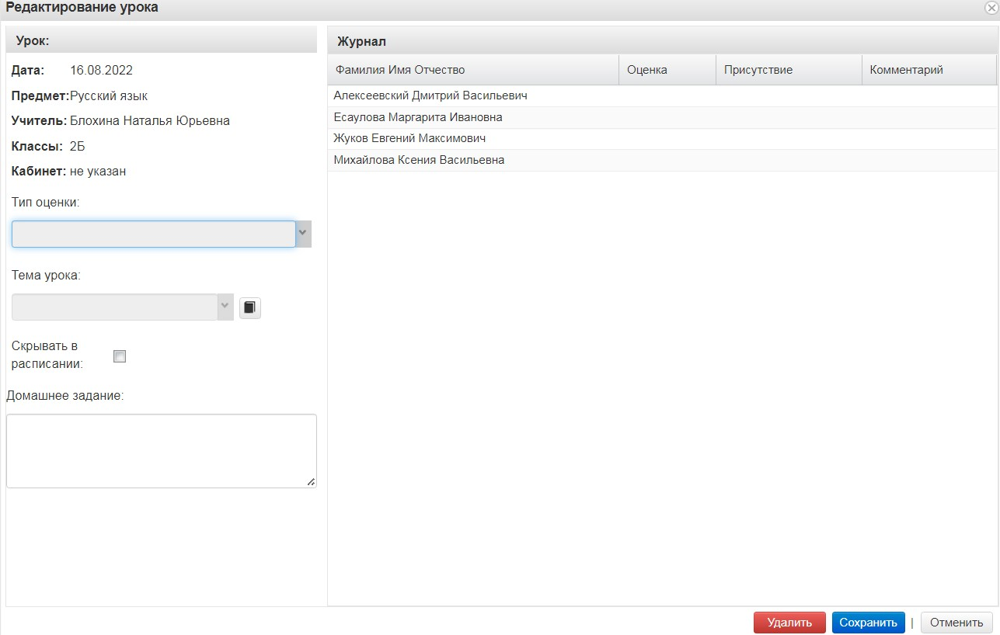 Редактирование урока
Урок:
Дата: 16.08.2022
Предмет:Русский язык
Учитель: Блохина Наталья Юрьевна
Классы: 2Б
Кабинет: не указан
Тип оценки:
Тема урока:
Скрывать в
расписании:
Домашнее задание:
Журнал
Фамилия Имя Отчество Оценка Присутствие Комментарий
Алексеевский Дмитрий Васильевич
Есаулова Маргарита Ивановна
Жуков Евгений Максимович
Михайлова Ксения Васильевна
Удалить Сохранить | Отменить